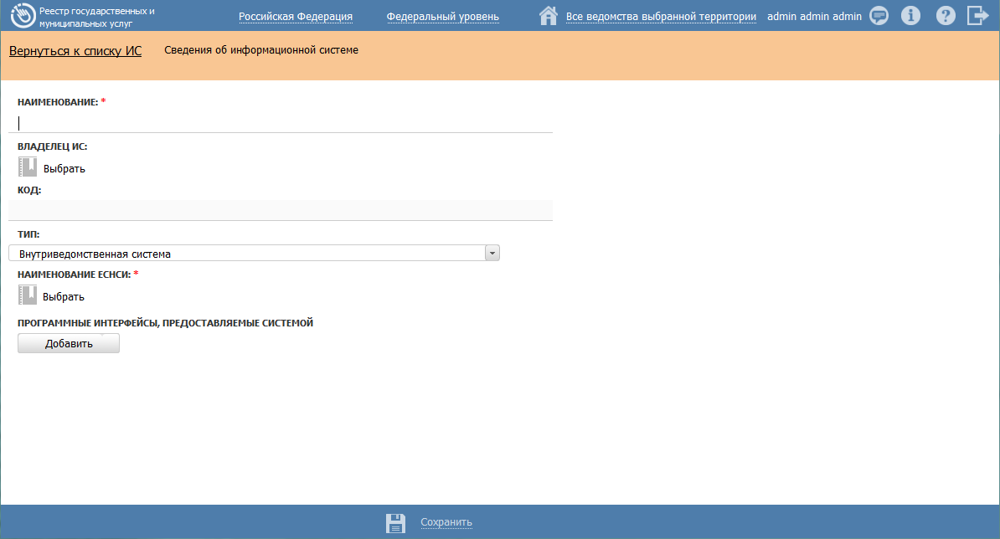 Реестр государственных и
муниципальных услуг
Российская Федерация
Федеральный уровень
Все ведомства выбранной территории
admin admin admin
Вернуться к списку ИС
Сведения об информационной системе
НАИМЕНОВАНИЕ: *
ВЛАДЕЛЕЦ ИС:
Выбрать
КОД:
ТИП:
Внутриведомственная система
НАИМЕНОВАНИЕ ЕСНСИ: *
Выбрать
ПРОГРАММНЫЕ ИНТЕРФЕЙСЫ, ПРЕДОСТАВЛЯЕМЫЕ СИСТЕМОЙ
Добавить
Сохранить